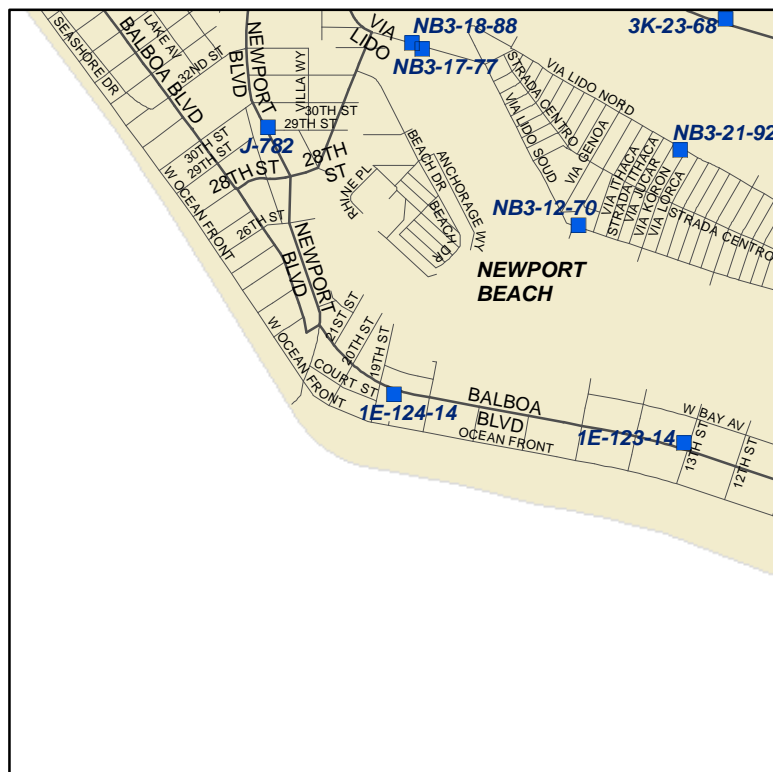 SEASHORE DR
LAKE AV
BALBOA BLVD
32ND ST
NEWPORT
BLVD
VILLA WY
VIA
LIDO
NB3-18-88
NB3-17-77
3K-23-68
VIA LIDO NORD
STRADA CENTRO
VIA LIDO SOUD
VIA GENOA
NB3-21-92
30TH ST
29TH ST
J-782
30TH ST
29TH ST
28TH ST
28TH
ST
W OCEAN FRONT
RHINE PL
BEACH DR
ANCHORAGE WY
BEACH DR
VIA ITHACA
STRADA ITHACA
VIA JUCAR
VIA KORON
VIA LORCA
STRADA CENTRO
NB3-12-70
26TH ST
NEWPORT
BLVD
NEWPORT
BEACH
21ST ST
20TH ST
19TH ST
W OCEAN FRONT
COURT ST
1E-124-14
BALBOA
BLVD
OCEAN FRONT
W BAY AV
1E-123-14
13TH ST
12TH ST